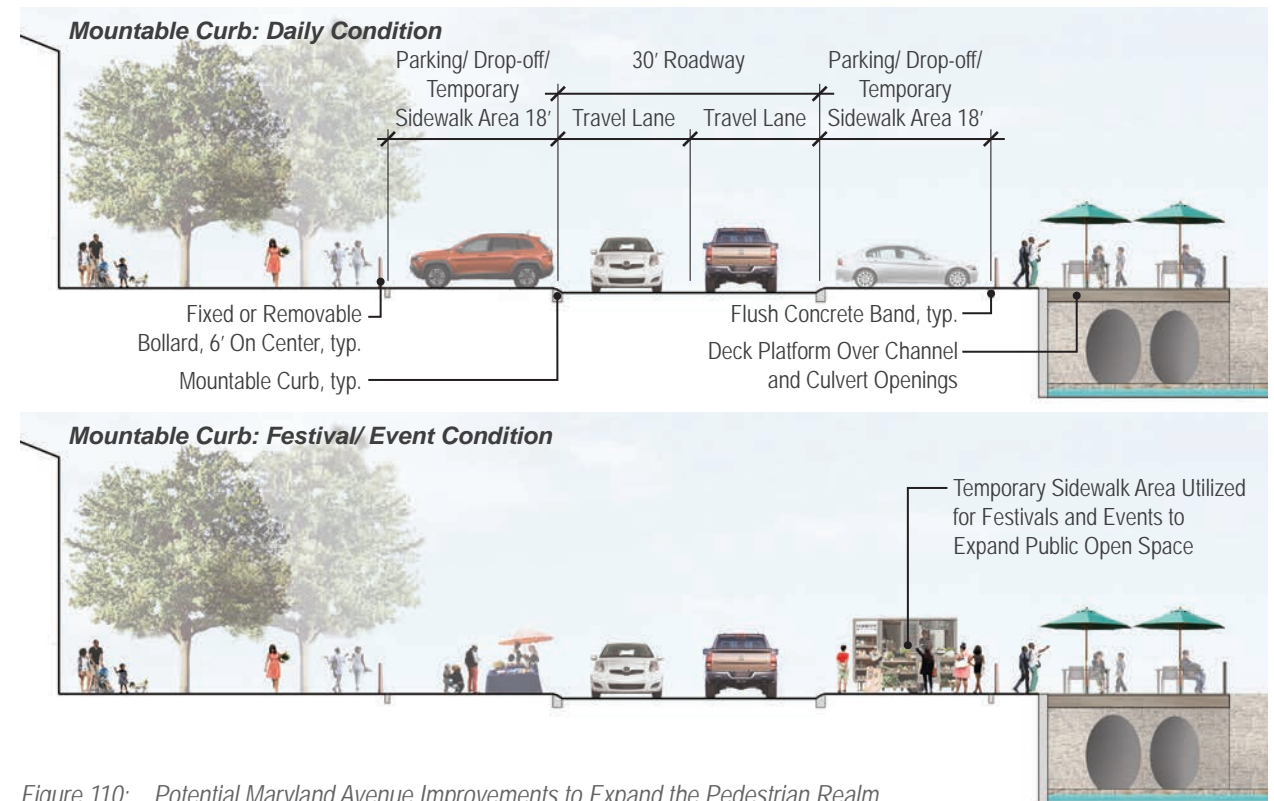 Mountable Curb: Daily Condition
Parking/ Drop-off/
Temporary
Sidewalk Area 18'
30' Roadway
Travel Lane
Travel Lane
Parking/ Drop-off/
Temporary
Sidewalk Area 18'
Fixed or Removable
Bollard, 6' On Center, typ.
Mountable Curb, typ.
Flush Concrete Band, typ.
Deck Platform Over Channel
and Culvert Openings
Mountable Curb: Festival/ Event Condition
Temporary Sidewalk Area Utilized
for Festivals and Events to
Expand Public Open Space
Figure 110: Potential Maryland Avenue Improvements to Expand the Pedestrian Realm